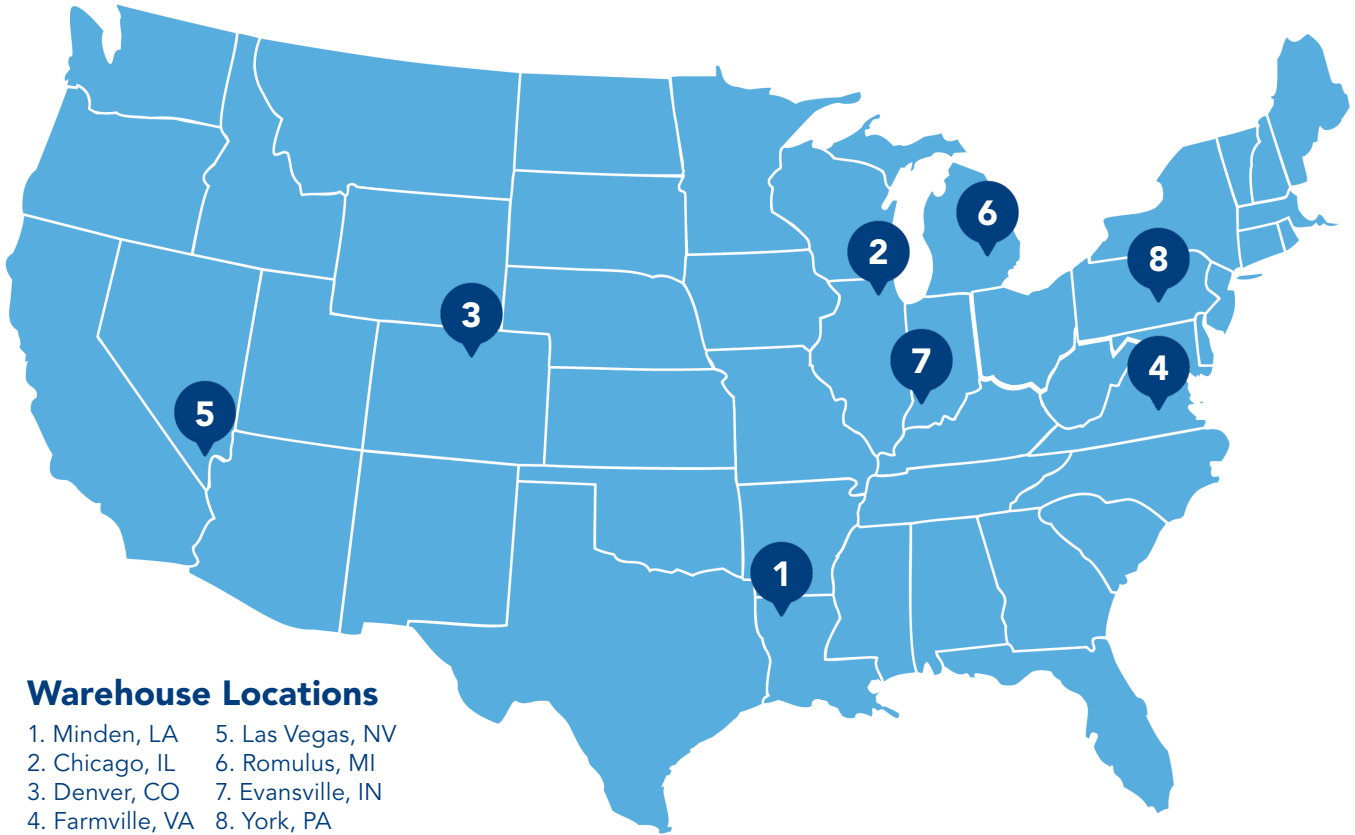 6
2
8
3
7
4
5
1
Warehouse Locations
1. Minden, LA 5. Las Vegas, NV
2. Chicago, IL 6. Romulus, MI
3. Denver, CO 7. Evansville, IN
4. Farmville, VA 8. York, PA